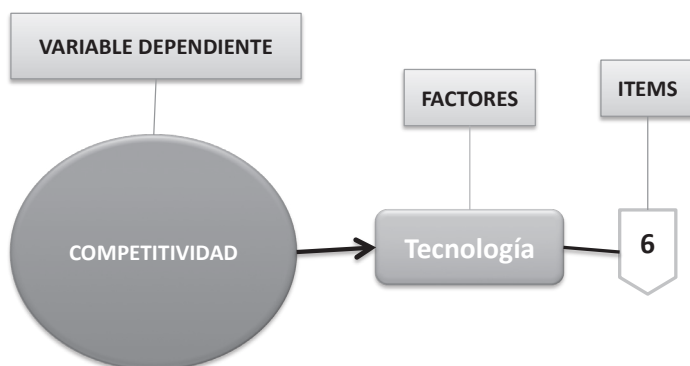 VARIABLE DEPENDIENTE
FACTORES
ITEMS
COMPETITIVIDAD
Tecnología
6